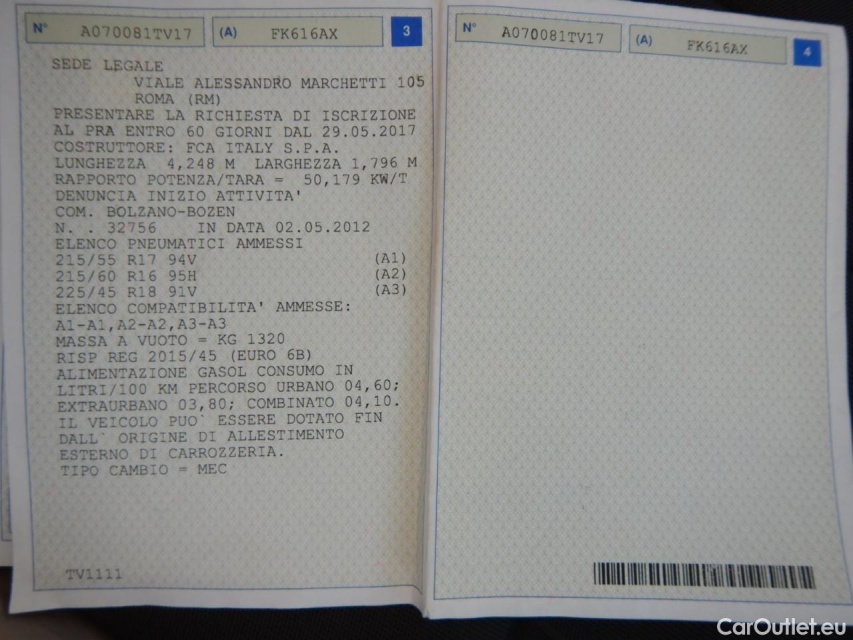 N° A070081TV17 (A) FK616AX 3
SEDE LEGALE
VIALE ALESSANDRO MARCHETTI 105
ROMA (RM)
PRESENTARE LA RICHIESTA DI ISCRIZIONE
AL PRA ENTRO 60 GIORNI DAL 29.05.2017
COSTRUTTORE: FCA ITALY S.P.A.
LUNGHEZZA 4,248 M LARGHEZZA 1,796 M
RAPPORTO POTENZA/TARA = 50,179 KW/T
DENUNCIA INIZIO ATTIVITA'
COM. BOLZANO-BOZEN
N. . 32756 IN DATA 02.05.2012
ELENCO PNEUMATICI AMMESSI
215/55 R17 94V (A1)
215/60 R16 95H (A2)
225/45 R18 91V (A3)
ELENCO COMPATIBILITA' AMMESSE:
A1-A1,A2-A2,A3-A3
MASSA A VUOTO = KG 1320
RISP REG 2015/45 (EURO 6B)
ALIMENTAZIONE GASOL CONSUMO IN
LITRI/100 KM PERCORSO URBANO 04,60;
EXTRAURBANO 03,80; COMBINATO 04,10.
IL VEICOLO PUO` ESSERE DOTATO FIN
DALL` ORIGINE DI ALLESTIMENTO
ESTERNO DI CARROZZERIA.
TIPO CAMBIO = MEC
TV1111
N° A070081TV17 (A) FK616AX 4
CarOutlet.eu